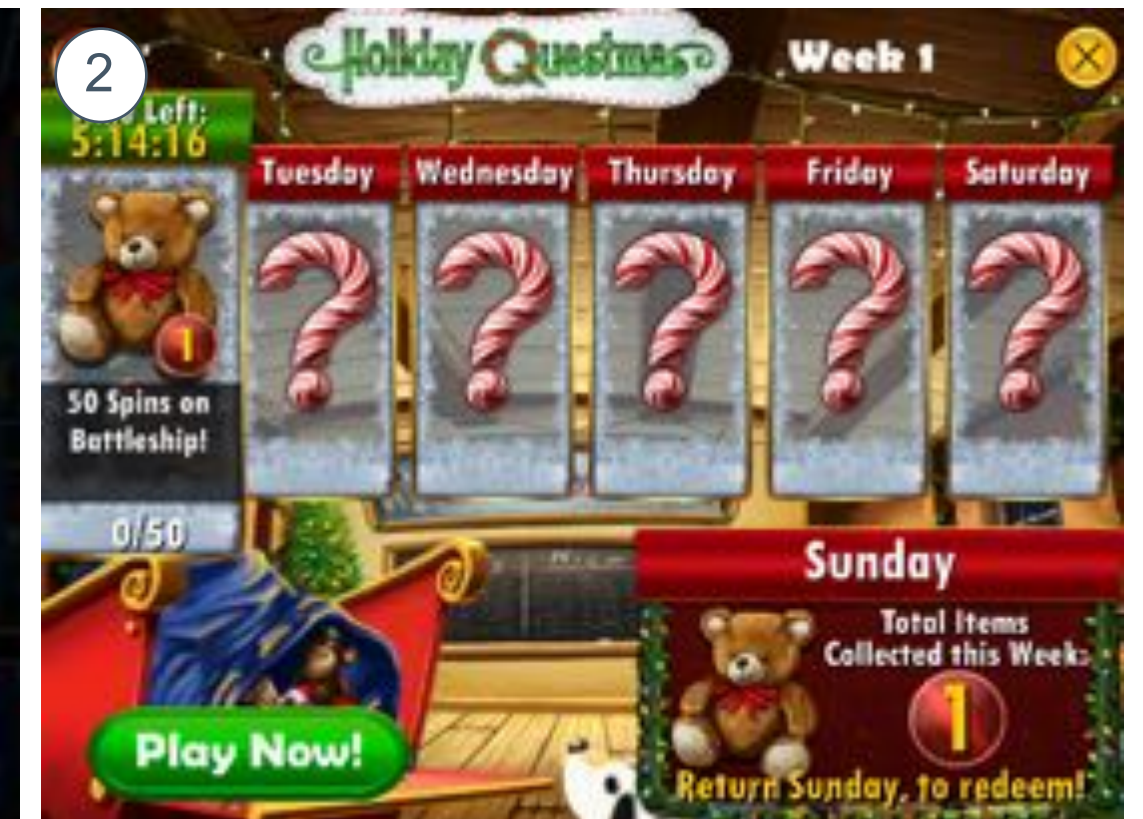 2
Holiday Questmas
Week 1
Left:
5:14:16
Tuesday
Wednesday
Thursday
Friday
Saturday
1
50 Spins on
Battleship!
0/50
Play Now!
Sunday
Total Items
Collected this Week:
1
Return Sunday, to redeem!